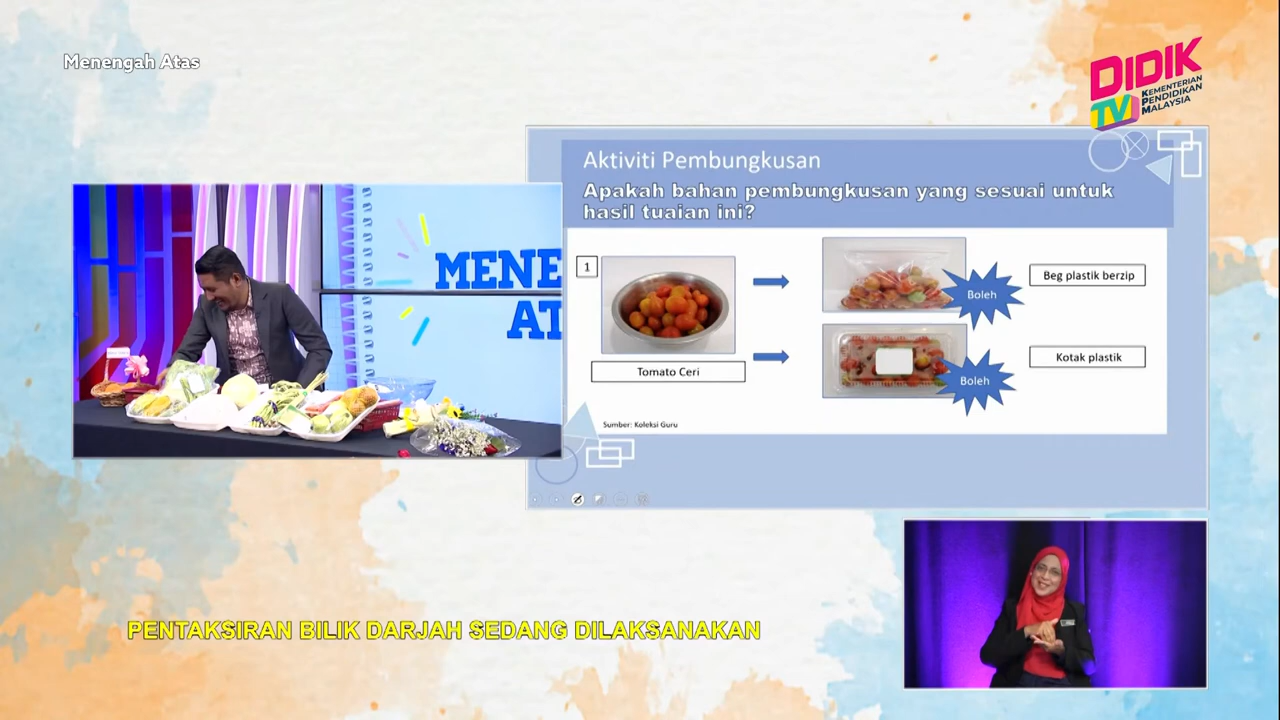 Menengah Atas
DIDIK
TV
KEMENTERIAN
PENDIDIKAN
MALAYSIA
Aktiviti Pembungkusan
Apakah bahan pembungkusan yang sesuai untuk
hasil tuaian ini?
MENE
AT
1
Boleh
Beg plastik berzip
Boleh
Kotak plastik
Tomato Ceri
Sumber: Koleksi Guru
PENTAKSIRAN BILIK DARJAH SEDANG DILAKSANAKAN